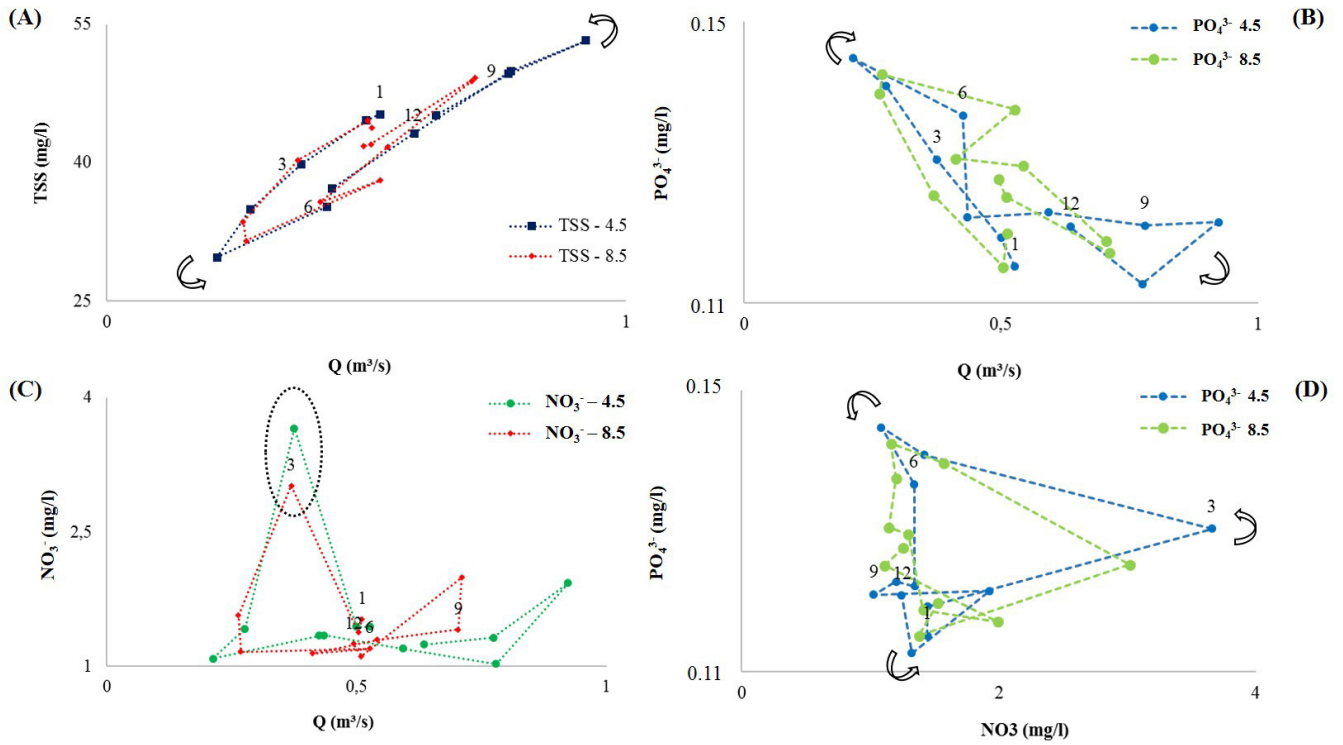 (A)
55
40
25
TSS (mg/l)
1
9
12
3
6
TSS - 4.5
TSS - 8.5
0
1
Q (m³/s)
(B)
0.15
0.11
PO₄³⁻ (mg/l)
PO₄³⁻ 4.5
PO₄³⁻ 8.5
6
3
12
9
1
0
0,5
1
Q (m³/s)
(C)
4
2.5
1
NO₃⁻ (mg/l)
NO₃⁻ – 4.5
NO₃⁻ – 8.5
3
1
12
6
9
0
0,5
1
Q (m³/s)
(D)
0.15
0.11
PO₄³⁻ (mg/l)
PO₄³⁻ 4.5
PO₄³⁻ 8.5
6
3
9
12
1
0
2
4
NO3 (mg/l)